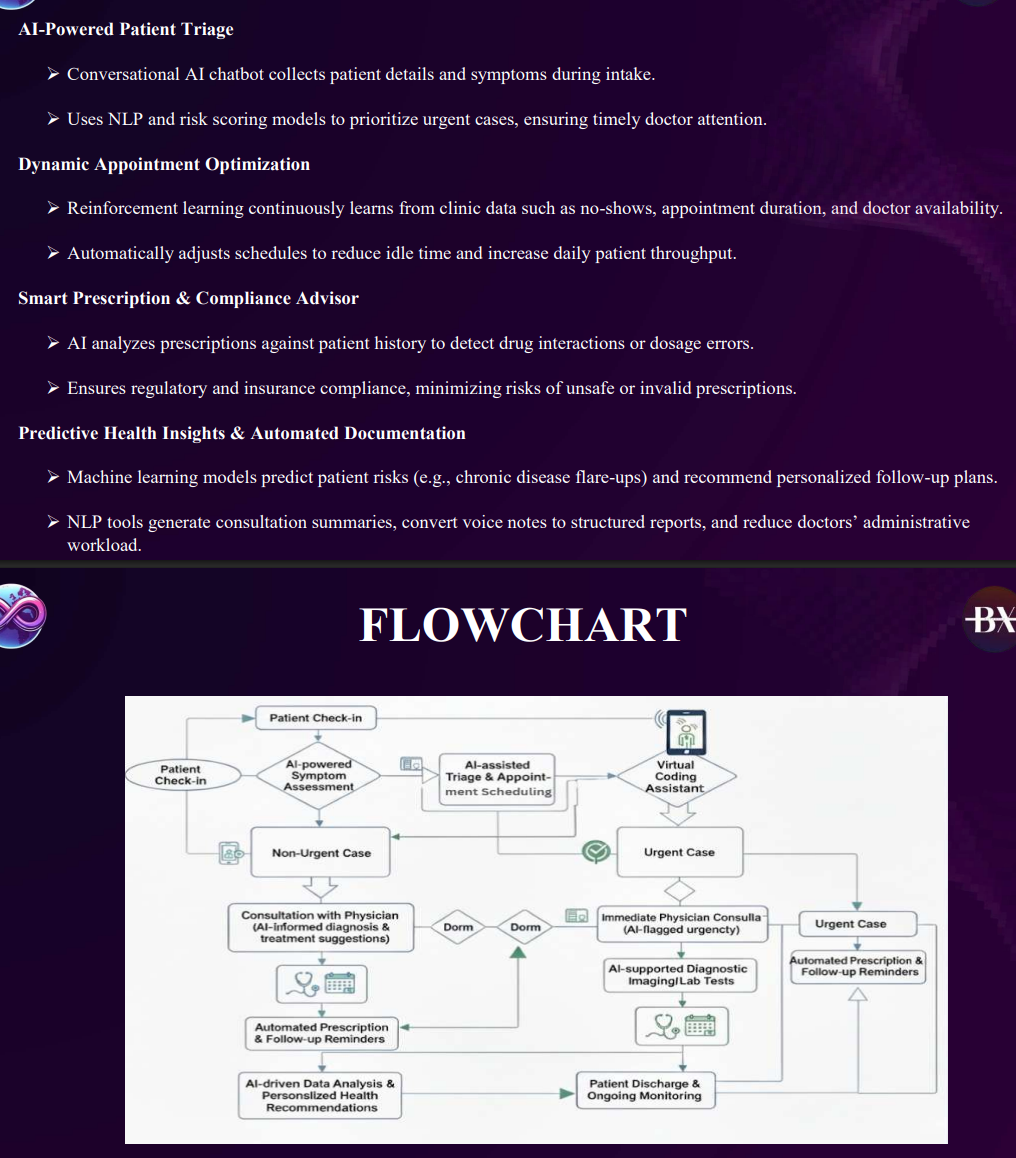 AI-Powered Patient Triage
➢ Conversational AI chatbot collects patient details and symptoms during intake.
➢ Uses NLP and risk scoring models to prioritize urgent cases, ensuring timely doctor attention.
Dynamic Appointment Optimization
➢ Reinforcement learning continuously learns from clinic data such as no-shows, appointment duration, and doctor availability.
➢ Automatically adjusts schedules to reduce idle time and increase daily patient throughput.
Smart Prescription & Compliance Advisor
➢ AI analyzes prescriptions against patient history to detect drug interactions or dosage errors.
➢ Ensures regulatory and insurance compliance, minimizing risks of unsafe or invalid prescriptions.
Predictive Health Insights & Automated Documentation
➢ Machine learning models predict patient risks (e.g., chronic disease flare-ups) and recommend personalized follow-up plans.
➢ NLP tools generate consultation summaries, convert voice notes to structured reports, and reduce doctors’ administrative
workload.
FLOWCHART
BX
Patient Check-in
Patient
Check-in
AI-powered
Symptom
Assessment
AI-assisted
Triage & Appoint-
ment Scheduling
Virtual
Coding
Assistant
Non-Urgent Case
Urgent Case
Consultation with Physician
(AI-informed diagnosis &
treatment suggestions)
Dorm
Dorm
Immediate Physician Consulla
(AI-flagged urgencty)
Urgent Case
Automated Prescription &
Follow-up Reminders
AI-supported Diagnostic
Imaging/Lab Tests
Automated Prescription
& Follow-up Reminders
AI-driven Data Analysis &
Personslized Health
Recommendations
Patient Discharge &
Ongoing Monitoring